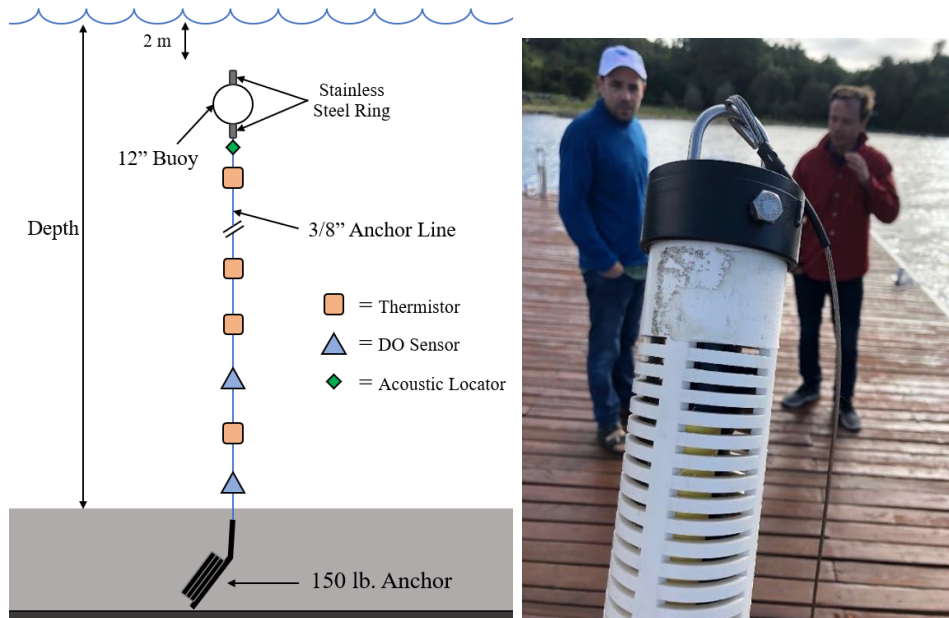 2 m
Stainless
Steel Ring
12” Buoy
Depth
3/8” Anchor Line
= Thermistor
= DO Sensor
= Acoustic Locator
150 lb. Anchor